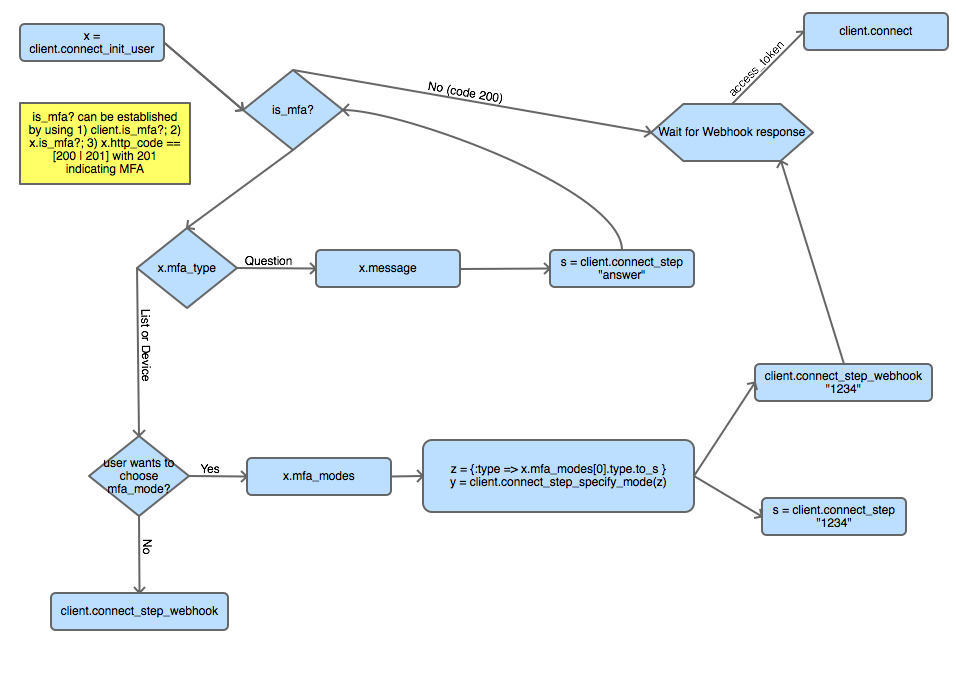 x =
client.connect_init_user
client.connect
access_token
No (code 200)
is_mfa?
Wait for Webhook response
is_mfa? can be established
by using 1) client.is_mfa?; 2)
x.is_mfa?; 3) x.http_code ==
[200 | 201] with 201
indicating MFA
x.mfa_type
Question
x.message
s = client.connect_step
"answer"
List or Device
client.connect_step_webhook
"1234"
user wants to
choose
mfa_mode?
Yes
x.mfa_modes
z = {:type => x.mfa_modes[0].type.to_s }
y = client.connect_step_specify_mode(z)
s = client.connect_step
"1234"
No
client.connect_step_webhook